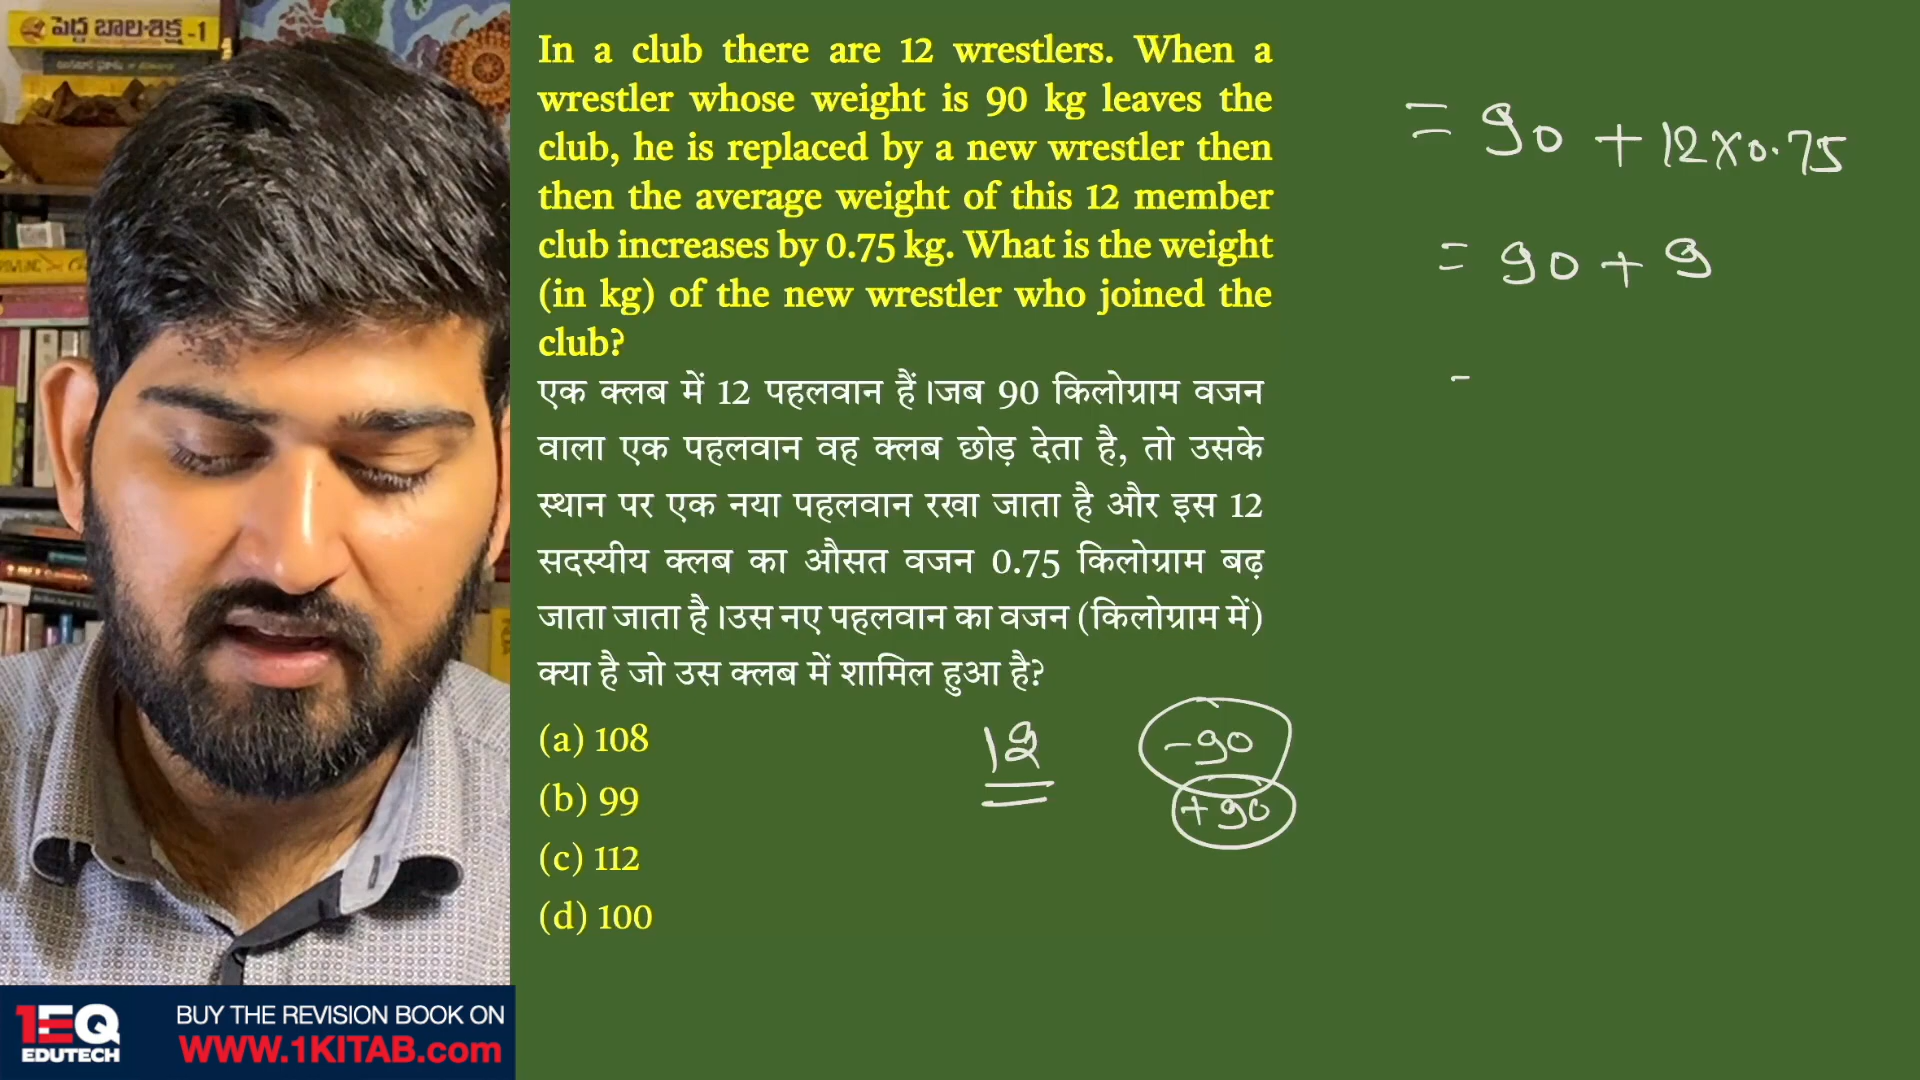 పెద్ద బాలశిక్ష -1
In a club there are 12 wrestlers. When a
wrestler whose weight is 90 kg leaves the
club, he is replaced by a new wrestler then
then the average weight of this 12 member
club increases by 0.75 kg. What is the weight
(in kg) of the new wrestler who joined the
club?
एक क्लब में 12 पहलवान हैं।जब 90 किलोग्राम वजन
वाला एक पहलवान वह क्लब छोड़ देता है, तो उसके
स्थान पर एक नया पहलवान रखा जाता है और इस 12
सदस्यीय क्लब का औसत वजन 0.75 किलोग्राम बढ़
जाता जाता है।उस नए पहलवान का वजन (किलोग्राम में)
क्या है जो उस क्लब में शामिल हुआ है?
(a) 108
(b) 99
(c) 112
(d) 100
12
-90
+90
= 90 + 12×0.75
= 90 + 9
-
1EQ
EDUTECH
BUY THE REVISION BOOK ON
WWW.1KITAB.com